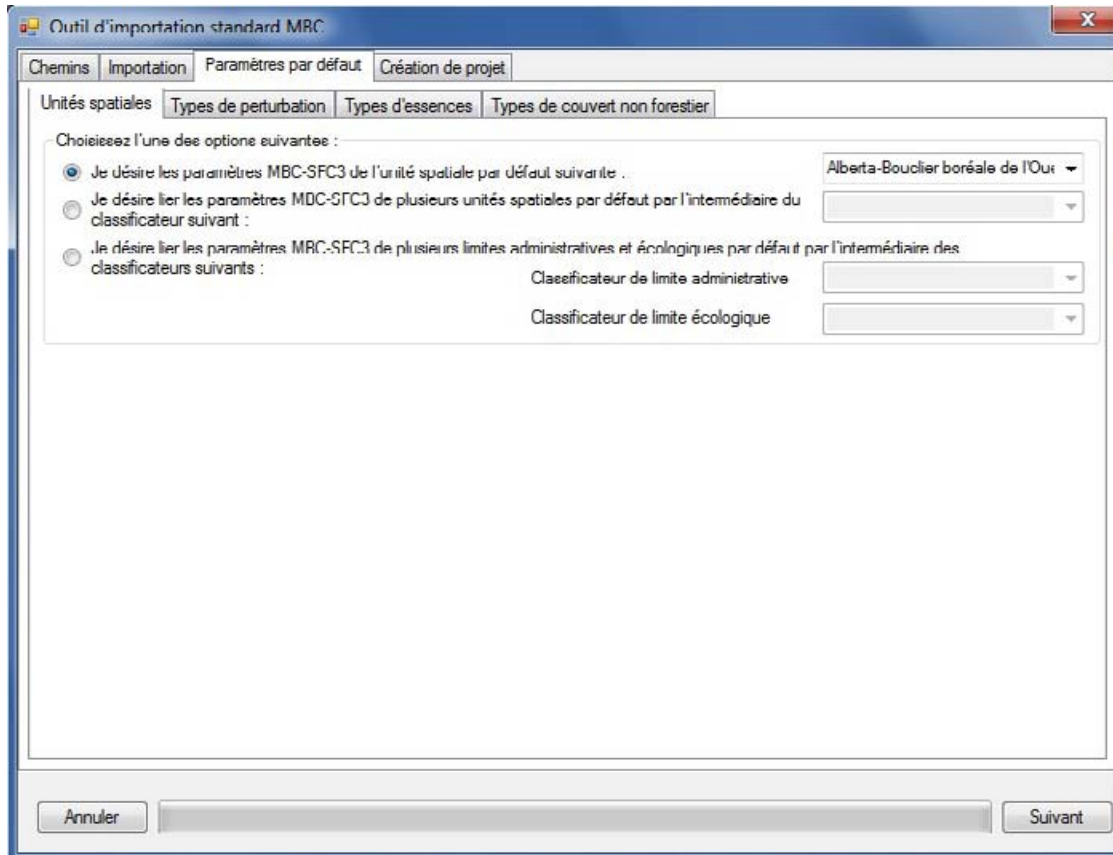 Outil d'importation standard MBC
Chemins
Importation
Paramètres par défaut
Création de projet
Unités spatiales
Types de perturbation
Types d'essences
Types de couvert non forestier
Choisissez l'une des options suivantes :
Je désire les paramètres MBC-SFC3 de l'unité spatiale par défaut suivante :
Alberta-Bouclier boréale de l'Oue
Je désire lier les paramètres MBC-SFC3 de plusieurs unités spatiales par défaut par l'intermédiaire du
classificateur suivant :
Je désire lier les paramètres MBC-SFC3 de plusieurs limites administratives et écologiques par défaut par l'intermédiaire des
classificateurs suivants :
Classificateur de limite administrative
Classificateur de limite écologique
Annuler
Suivant